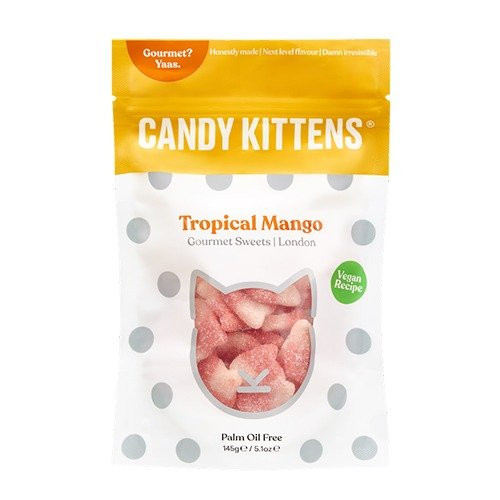 Gourmet?
Yaas.
Honestly made | Next level flavour | Damn irresistible
CANDY KITTENS®
Tropical Mango
Gourmet Sweets | London
Vegan
Recipe
K
Palm Oil Free
145g℮ / 5.1oz℮